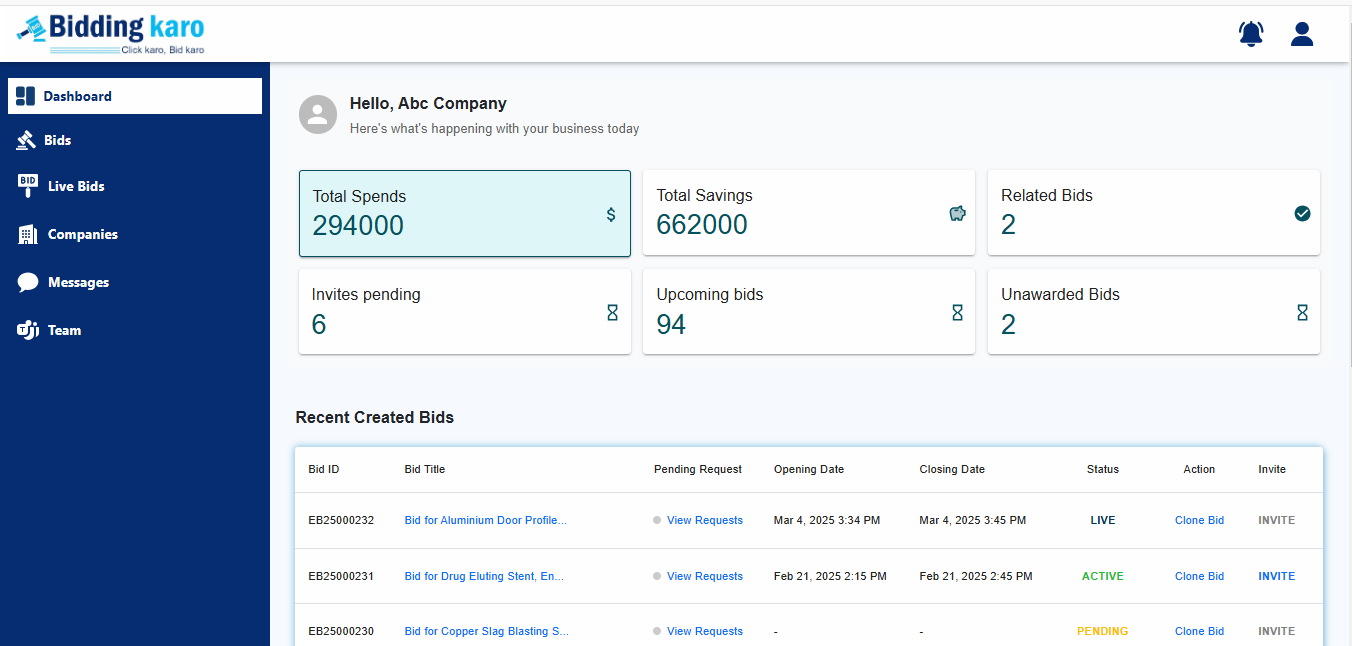 Bidding karo
Click karo, Bid karo
Dashboard
Bids
BID
Live Bids
Companies
Messages
Team
Hello, Abc Company
Here's what's happening with your business today
Total Spends
294000
$
Total Savings
662000
Related Bids
2
Invites pending
6
Upcoming bids
94
Unawarded Bids
2
Recent Created Bids
Bid ID Bid Title Pending Request Opening Date Closing Date Status Action Invite
EB25000232 Bid for Aluminium Door Profile... View Requests Mar 4, 2025 3:34 PM Mar 4, 2025 3:45 PM LIVE Clone Bid INVITE
EB25000231 Bid for Drug Eluting Stent, En... View Requests Feb 21, 2025 2:15 PM Feb 21, 2025 2:45 PM ACTIVE Clone Bid INVITE
EB25000230 Bid for Copper Slag Blasting S... View Requests - - PENDING Clone Bid INVITE